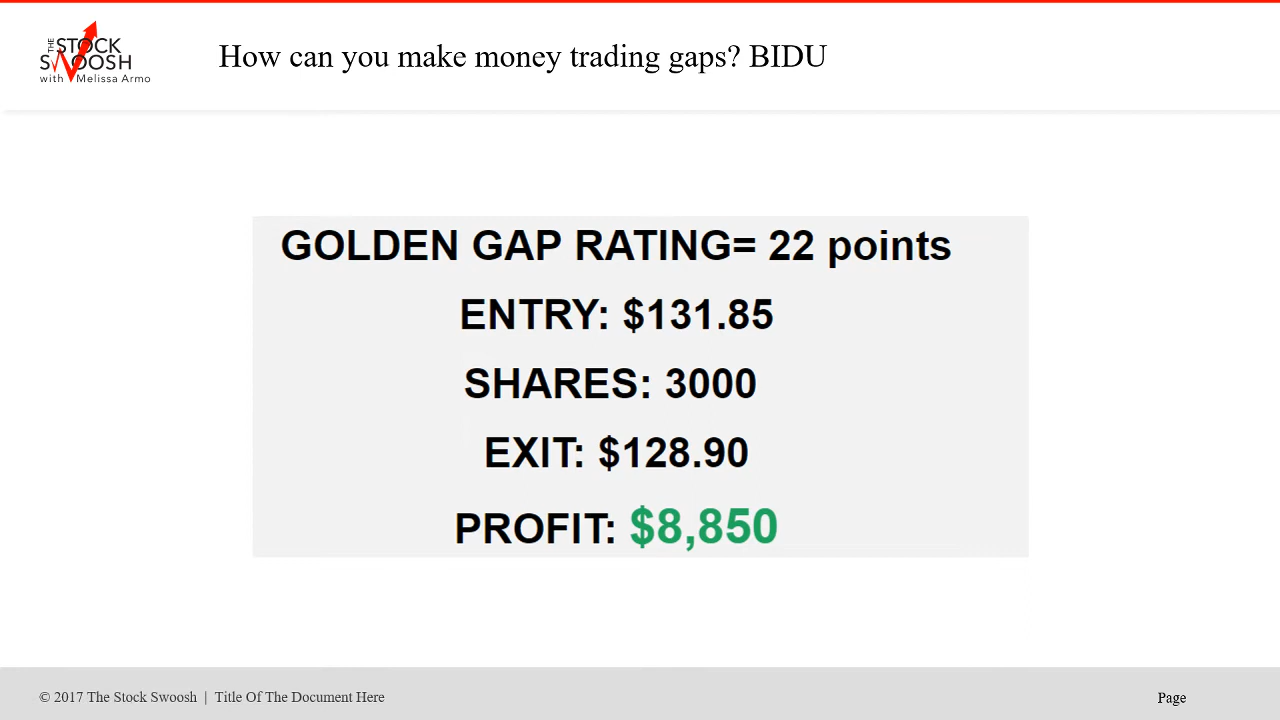 THE
STOCK
SWOOSH
with Melissa Armo
How can you make money trading gaps? BIDU
GOLDEN GAP RATING= 22 points
ENTRY: $131.85
SHARES: 3000
EXIT: $128.90
PROFIT: $8,850
© 2017 The Stock Swoosh | Title Of The Document Here
Page